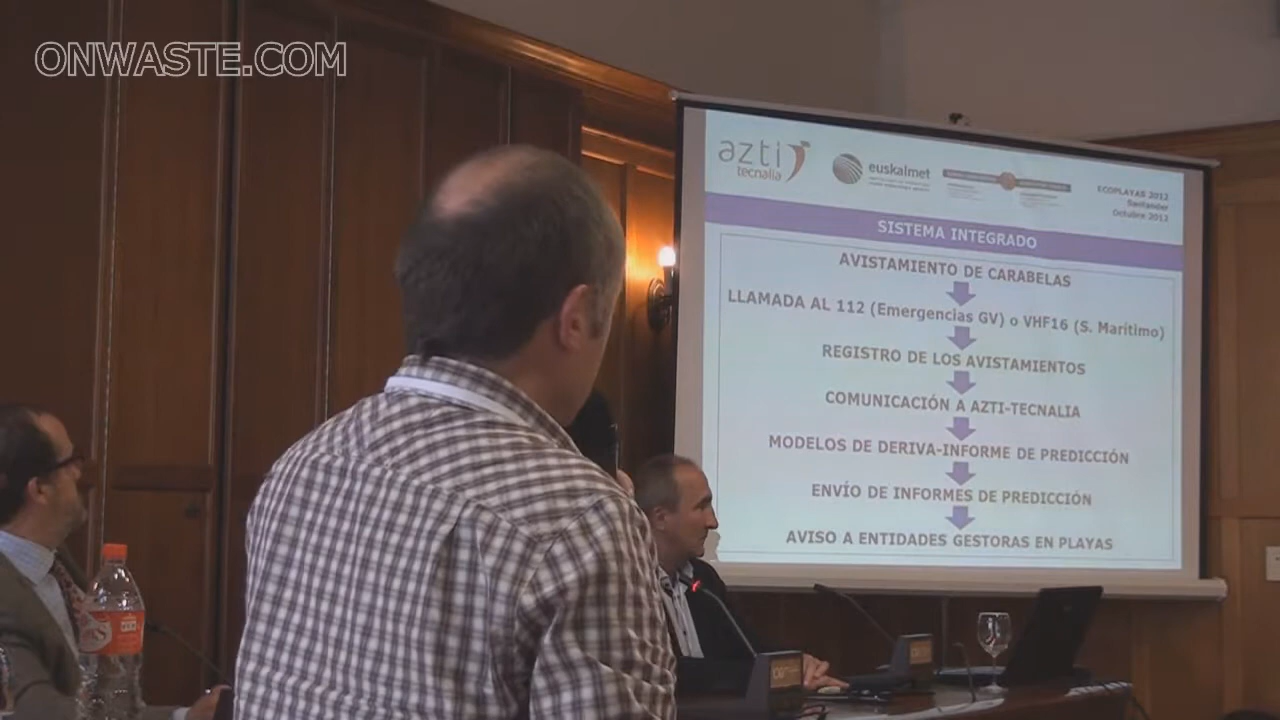 ONWASTE.COM
azti
tecnalia
euskalmet
ECOPLAYAS 2012
Santander
Octubre 2012
SISTEMA INTEGRADO
AVISTAMIENTO DE CARABELAS
LLAMADA AL 112 (Emergencias GV) o VHF16 (S. Marítimo)
REGISTRO DE LOS AVISTAMIENTOS
COMUNICACIÓN A AZTI-TECNALIA
MODELOS DE DERIVA-INFORME DE PREDICCIÓN
ENVÍO DE INFORMES DE PREDICCIÓN
AVISO A ENTIDADES GESTORAS EN PLAYAS